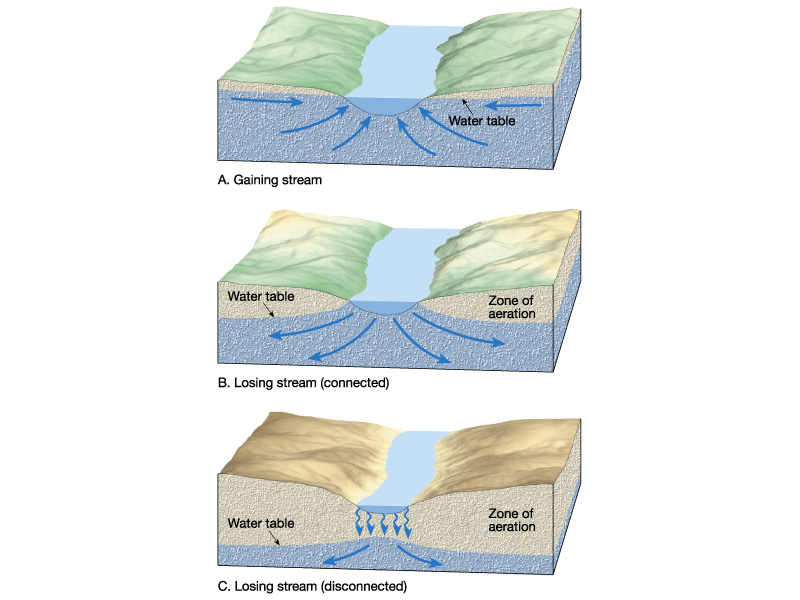 Water table
A. Gaining stream
Water table
Zone of
aeration
B. Losing stream (connected)
Zone of
aeration
Water table
C. Losing stream (disconnected)